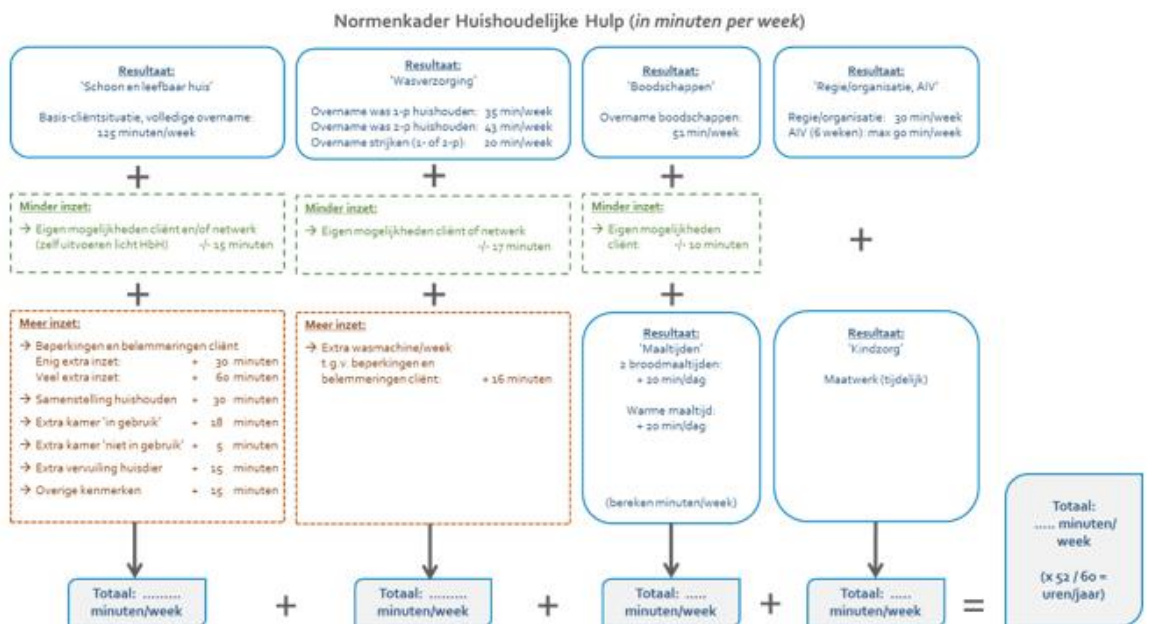 Normenkader Huishoudelijke Hulp (in minuten per week)
Resultaat:
'Schoon en leefbaar huis'
Basis-cliëntsituatie, volledige overname:
125 minuten/week
Resultaat:
'Wasverzorging'
Overname was 1-p huishouden: 35 min/week
Overname was 2-p huishouden: 43 min/week
Overname strijken (1- of 2-p): 20 min/week
Resultaat:
'Boodschappen'
Overname boodschappen:
51 min/week
Resultaat:
'Regie/organisatie, AIV'
Regie/organisatie: 30 min/week
AIV (6 weken): max 90 min/week
+
+
+
Minder inzet:
→ Eigen mogelijkheden cliënt en/of netwerk
(zelf uitvoeren licht HbH) -/- 15 minuten
Minder inzet:
→ Eigen mogelijkheden cliënt of netwerk
-/- 17 minuten
Minder inzet:
→ Eigen mogelijkheden
cliënt: -/- 10 minuten
+
+
+
+
Meer inzet:
→ Beperkingen en belemmeringen cliënt
Enig extra inzet: + 30 minuten
Veel extra inzet: + 60 minuten
→ Samenstelling huishouden + 30 minuten
→ Extra kamer 'in gebruik' + 18 minuten
→ Extra kamer 'niet in gebruik' + 5 minuten
→ Extra vervuiling huisdier + 15 minuten
→ Overige kenmerken + 15 minuten
Meer inzet:
→ Extra wasmachine/week
t.g.v. beperkingen en
belemmeringen cliënt: + 16 minuten
Resultaat:
'Maaltijden'
2 broodmaaltijden:
+ 20 min/dag
Warme maaltijd:
+ 20 min/dag
(bereken minuten/week)
Resultaat:
'Kindzorg'
Maatwerk (tijdelijk)
Totaal: .........
minuten/week
+
Totaal: .........
minuten/week
+
Totaal: .....
minuten/week
+
Totaal: .....
minuten/week
=
Totaal:
..... minuten/
week
(x 52 / 60 =
uren/jaar)